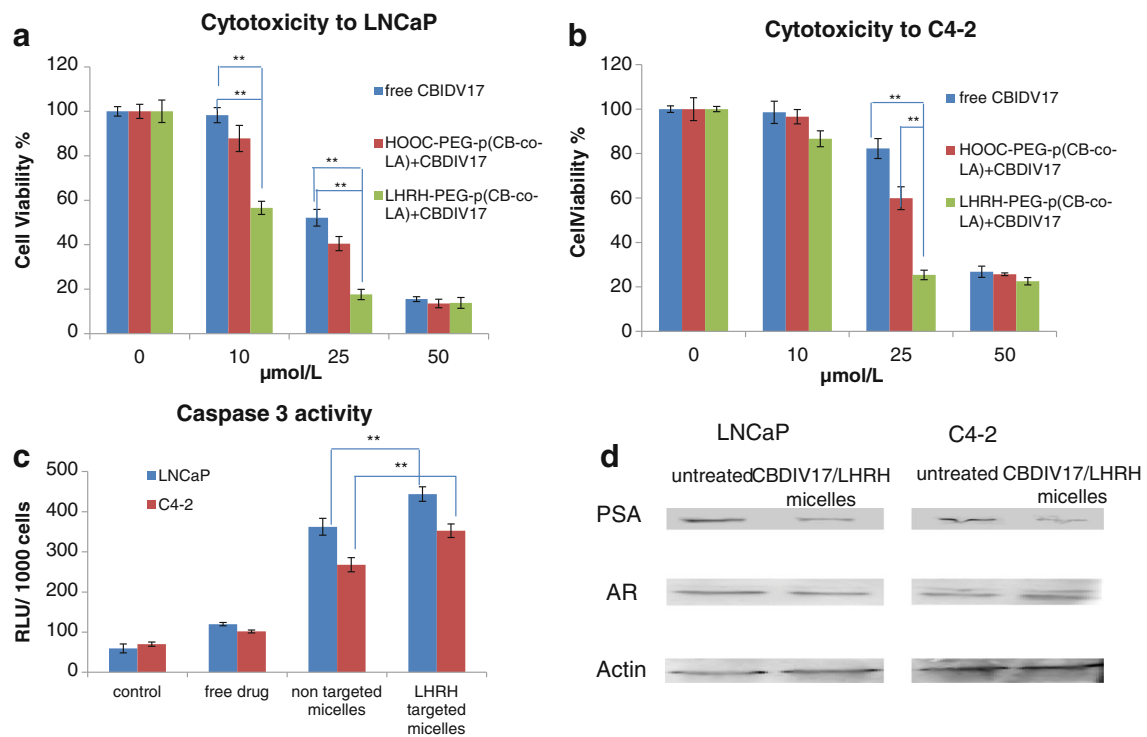 a
Cytotoxicity to LNCaP
Cell Viability %
120
100
80
60
40
20
0
**
**
**
**
free CBIDV17
HOOC-PEG-p(CB-co-
LA)+CBDIV17
LHRH-PEG-p(CB-co-
LA)+CBDIV17
0
10
25
50
µmol/L
b
Cytotoxicity to C4-2
CellViability %
120
100
80
60
40
20
0
**
**
free CBIDV17
HOOC-PEG-p(CB-co-
LA)+CBDIV17
LHRH-PEG-p(CB-co-
LA)+CBDIV17
0
10
25
50
µmol/L
Caspase 3 activity
c
LNCaP
C4-2
RLU/ 1000 cells
500
400
300
200
100
0
**
**
control
free drug
non targeted
micelles
LHRH
targeted
micelles
d
LNCaP
C4-2
untreated
CBDIV17/LHRH
micelles
untreated
CBDIV17/LHRH
micelles
PSA
AR
Actin